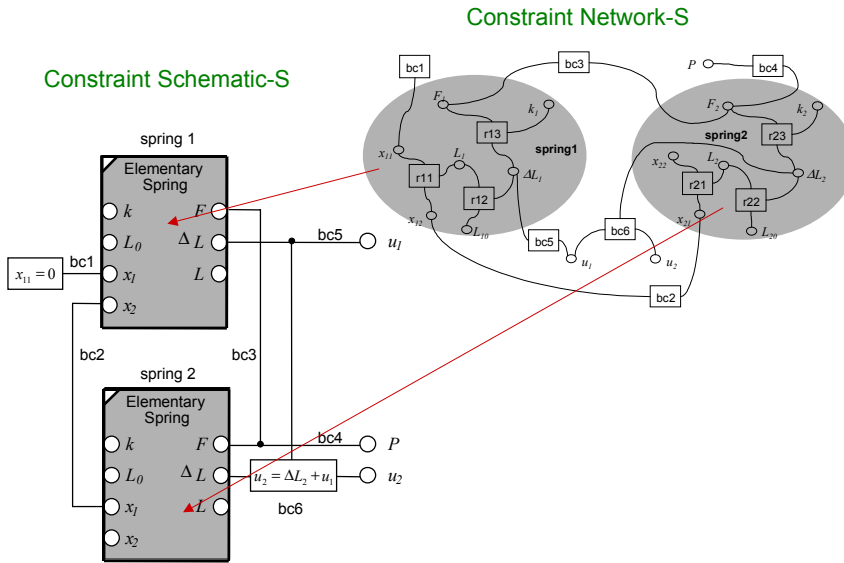 Constraint Network-S
Constraint Schematic-S
spring 1
Elementary
Spring
k
F
L₀
Δ L
bc5
u₁
bc1
x₁₁ = 0
x₁
L
x₂
bc2
bc3
spring 2
Elementary
Spring
k
F
bc4
P
L₀
Δ L
u₂ = ΔL₂ + u₁
u₂
x₁
L
bc6
x₂
bc1
bc3
P
bc4
F₁
k₁
F₂
k₂
r13
r23
spring1
spring2
x₁₁
L₁
x₂₂
L₂
r11
ΔL₁
r21
ΔL₂
r12
r22
x₁₂
L₁₀
x₂₁
L₂₀
bc5
bc6
u₁
u₂
bc2